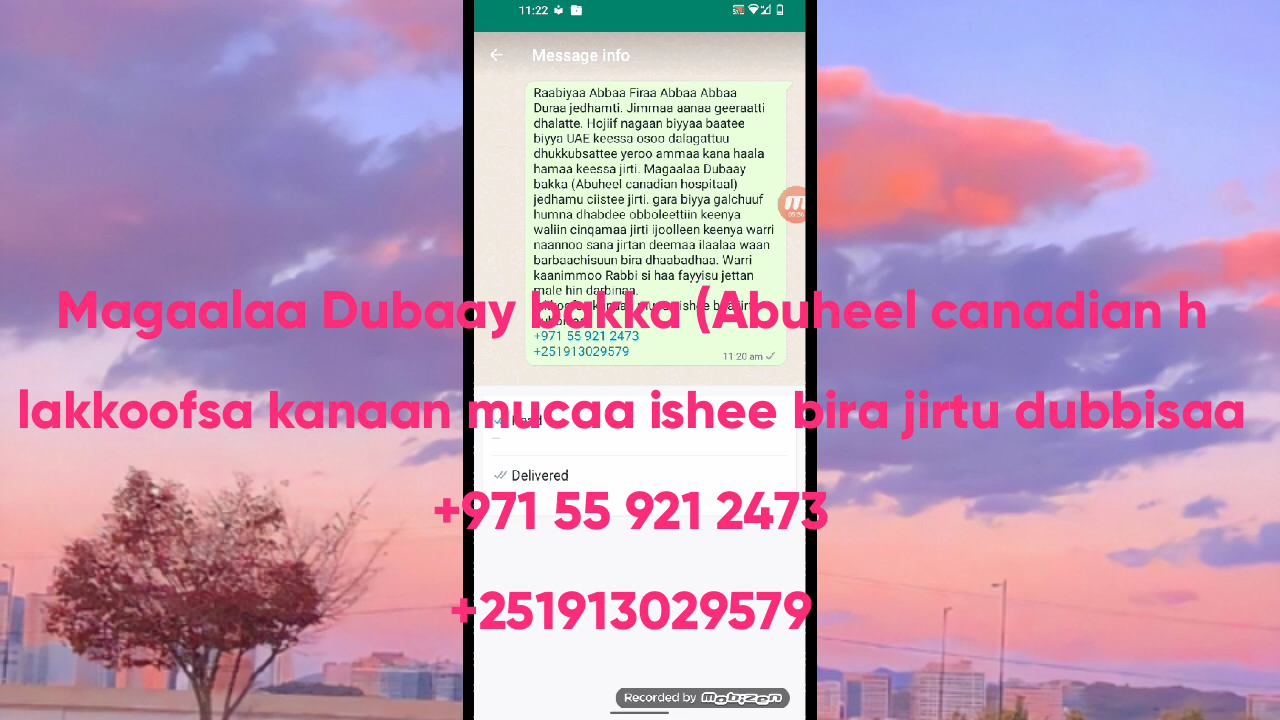 11:22
Message info
Raabiyaa Abbaa Firaa Abbaa Abbaa
Duraa jedhamti. Jimmaa aanaa geeraatti
dhalatte. Hojiif nagaan biyyaa baatee
biyya UAE keessa osoo dalagattuu
dhukkubsattee yeroo ammaa kana haala
hamaa keessa jirti. Magaalaa Dubaay
bakka (Abuheel canadian hospitaal)
jedhamu ciistee jirti. gara biyya galchuuf
humna dhabdee obboleettiin keenya
waliin cinqamaa jirti ijoolleen keenya warri
naannoo sana jirtan deemaa ilaalaa waan
barbaachisuun bira dhaabadhaa. Warri
kaanimmoo Rabbi si haa fayyisu jettan
male hin darbinaa.
+971 55 921 2473
+251913029579
11:20 am
05:56
Magaalaa Dubaay bakka (Abuheel canadian h
lakkoofsa kanaan mucaa ishee bira jirtu dubbisaa
Delivered
+971 55 921 2473
+251913029579
Recorded by mobizen